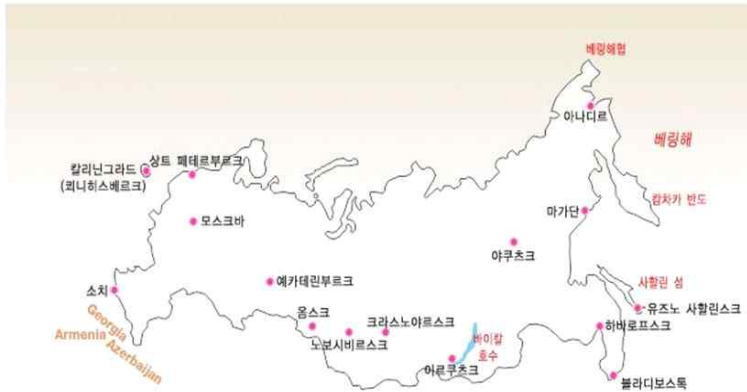 베링해협
아나디르
베링해
상트 페테르부르크
칼리닌그라드
(쾨니히스베르크)
캄차카 반도
마가단
모스크바
야쿠츠크
예카테린부르크
사할린 섬
소치
유즈노 사할린스크
Georgia
옴스크
크라스노야르스크
하바로프스크
Armenia
Azerbaijan
노보시비르스크
바이칼
호수
이르쿠츠크
블라디보스톡